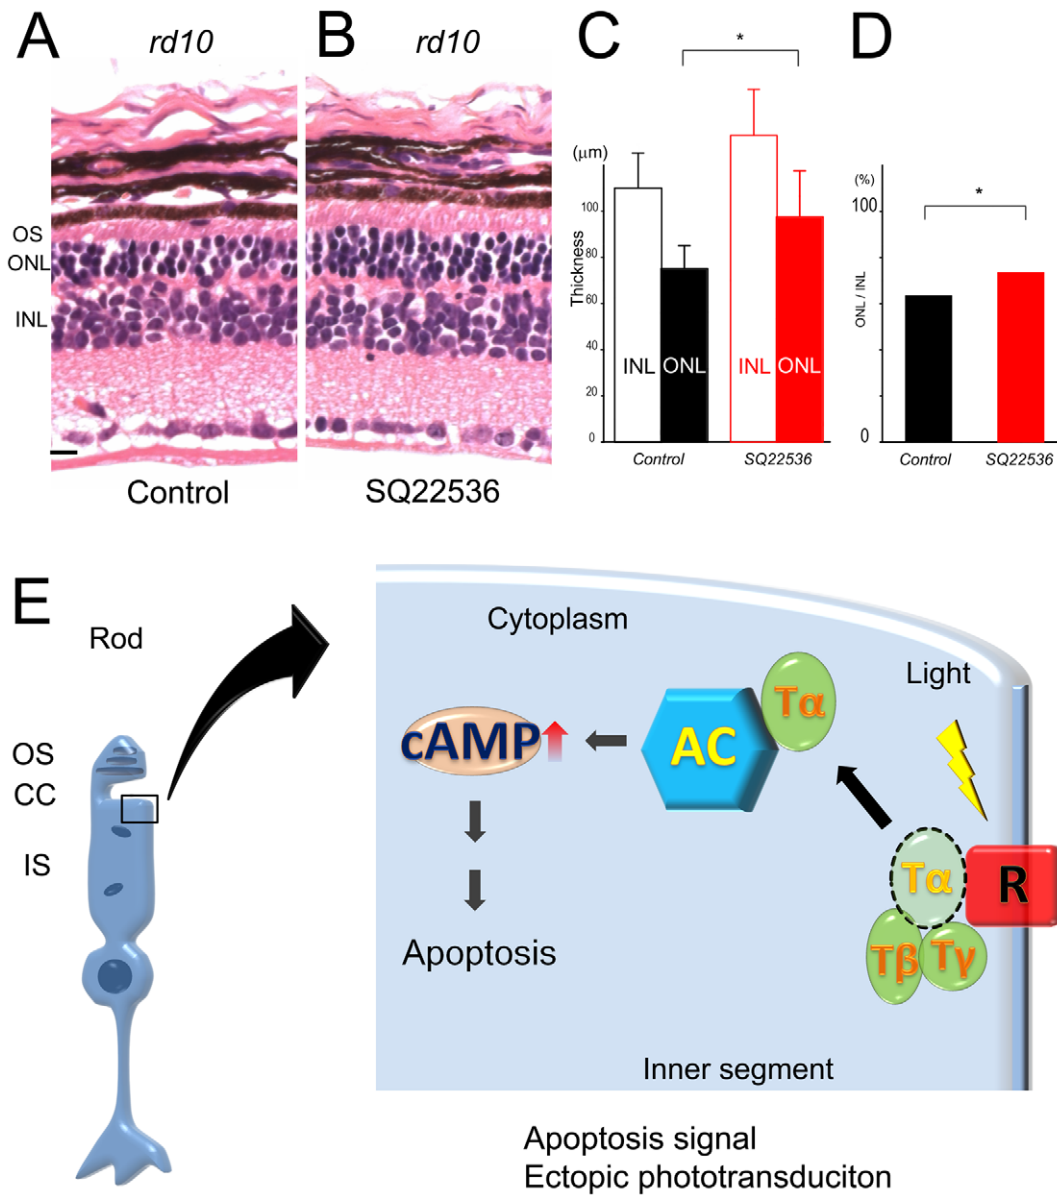 A
rd10
B
rd10
OS
ONL
INL
Control
SQ22536
C
*
(μm)
Thickness
100
80
60
40
20
0
INL
ONL
INL
ONL
Control
SQ22536
D
(%)
100
*
ONL / INL
0
Control
SQ22536
E
Rod
OS
CC
IS
Cytoplasm
Light
Tα
AC
cAMP
Tα
R
Tβ
Tγ
Apoptosis
Inner segment
Apoptosis signal
Ectopic phototransduciton